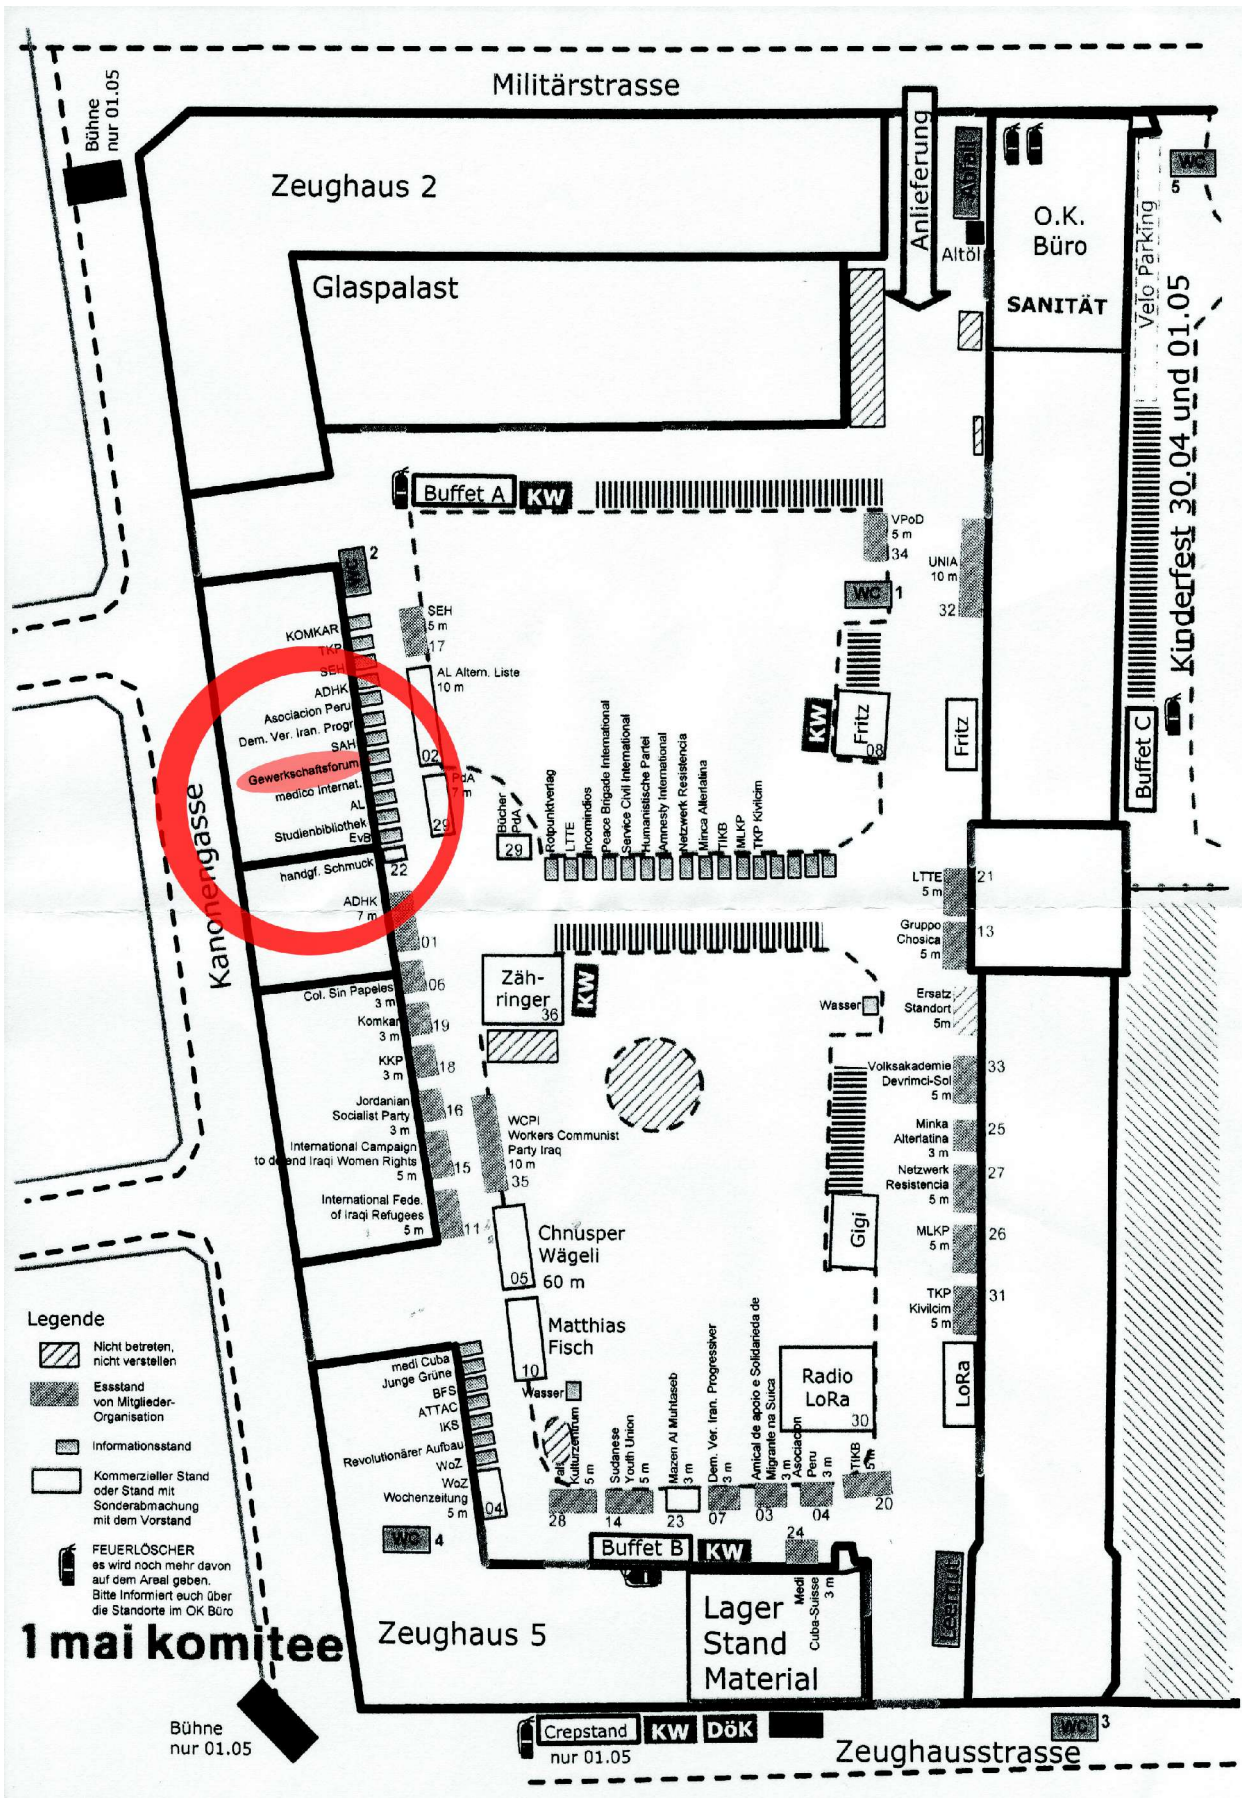 Militärstrasse
Bühne
nur 01.05
Zeughaus 2
Glaspalast
Anlieferung
Abfall
Altöl
O.K.
Büro
SANITÄT
Velo Parking
WC
5
Kinderfest 30.04 und 01.05
Buffet A
KW
VPoD
5 m
34
UNIA
10 m
32
WC
1
WC
2
SEH
5 m
17
AL Altern. Liste
10 m
02
PdA
7 m
29
Bücher
PdA
29
KOMKAR
TKP
SEH
ADHK
Asociacion Peru
Dem. Ver. Iran. Progr
SAH
Gewerkschaftsforum
medico Internat.
AL
Studienbibliothek
EvB
handgf. Schmuck
22
ADHK
7 m
01
Kanonengasse
Col. Sin Papeles
3 m
06
Komkar
3 m
19
KKP
3 m
18
Jordanian
Socialist Party
3 m
16
International Campaign
to defend Iraqi Women Rights
5 m
15
International Fede.
of Iraqi Refugees
5 m
11
Rotpunktverlag
LTTE
Incomindios
Peace Brigade International
Service Civil International
Humanistische Partei
Amnesty International
Netzwerk Resistencia
Minca Alterlatina
TIKB
MLKP
TKP Kivilcim
KW
Fritz
08
Fritz
Buffet C
LTTE
5 m
21
Gruppo
Chosica
5 m
13
Ersatz
Standort
5m
Volksakademie
Devrimci-Sol
5 m
33
Minka
Alterlatina
3 m
25
Netzwerk
Resistencia
5 m
27
MLKP
5 m
26
TKP
Kivilcim
5 m
31
LoRa
Zäh-
ringer
36
KW
Wasser
WCPI
Workers Communist
Party Iraq
10 m
35
Chnusper
Wägeli
60 m
05
Matthias
Fisch
10
Gigi
Radio
LoRa
30
Wasser
medi Cuba
Junge Grüne
BFS
ATTAC
IKS
Revolutionärer Aufbau
WoZ
WoZ
Wochenzeitung
5 m
04
WC
4
Kulturzentrum
5 m
28
Sudanese
Youth Union
5 m
14
Mazen Al Muhtaseb
3 m
23
Dem. Ver. Iran. Progressiver
3 m
07
Amical de apoio e Solidarieda de
Migrante na Suica
3 m
03
Asociacion
Peru
3 m
04
ATIKB
5 m
20
Buffet B
KW
24
Medi
Cuba-Suisse
3 m
Leergut
Zeughaus 5
Lager
Stand
Material
Legende
Nicht betreten,
nicht verstellen
Essstand
von Mitglieder-
Organisation
Informationsstand
Kommerzieller Stand
oder Stand mit
Sonderabmachung
mit dem Vorstand
FEUERLÖSCHER
es wird noch mehr davon
auf dem Areal geben.
Bitte Informiert euch über
die Standorte im OK Büro
1 mai komitee
Bühne
nur 01.05
Crepstand
KW
DöK
nur 01.05
WC
3
Zeughausstrasse